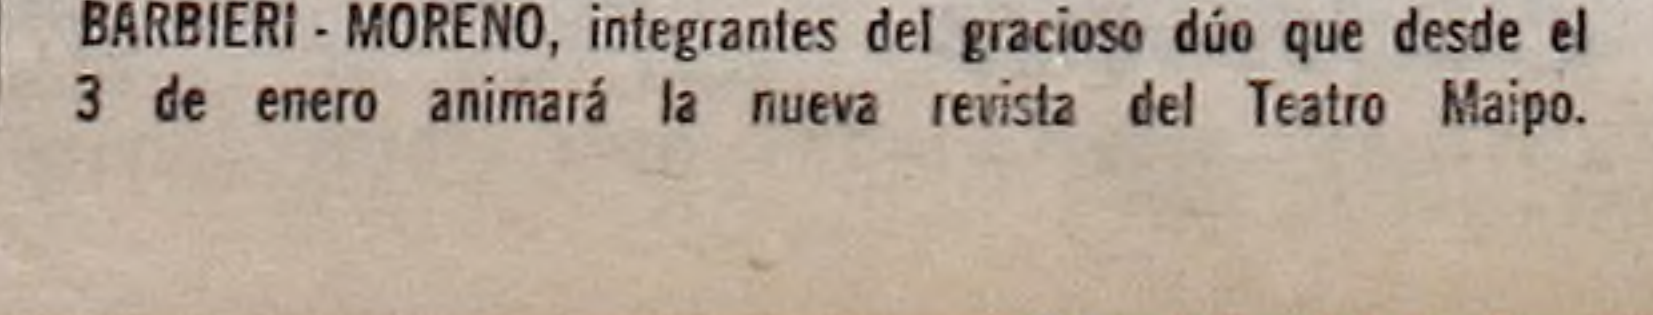 BARBIERI - MORENO, integrantes del gracioso dúo que desde el
3 de enero animará la nueva revista del Teatro Maipo.